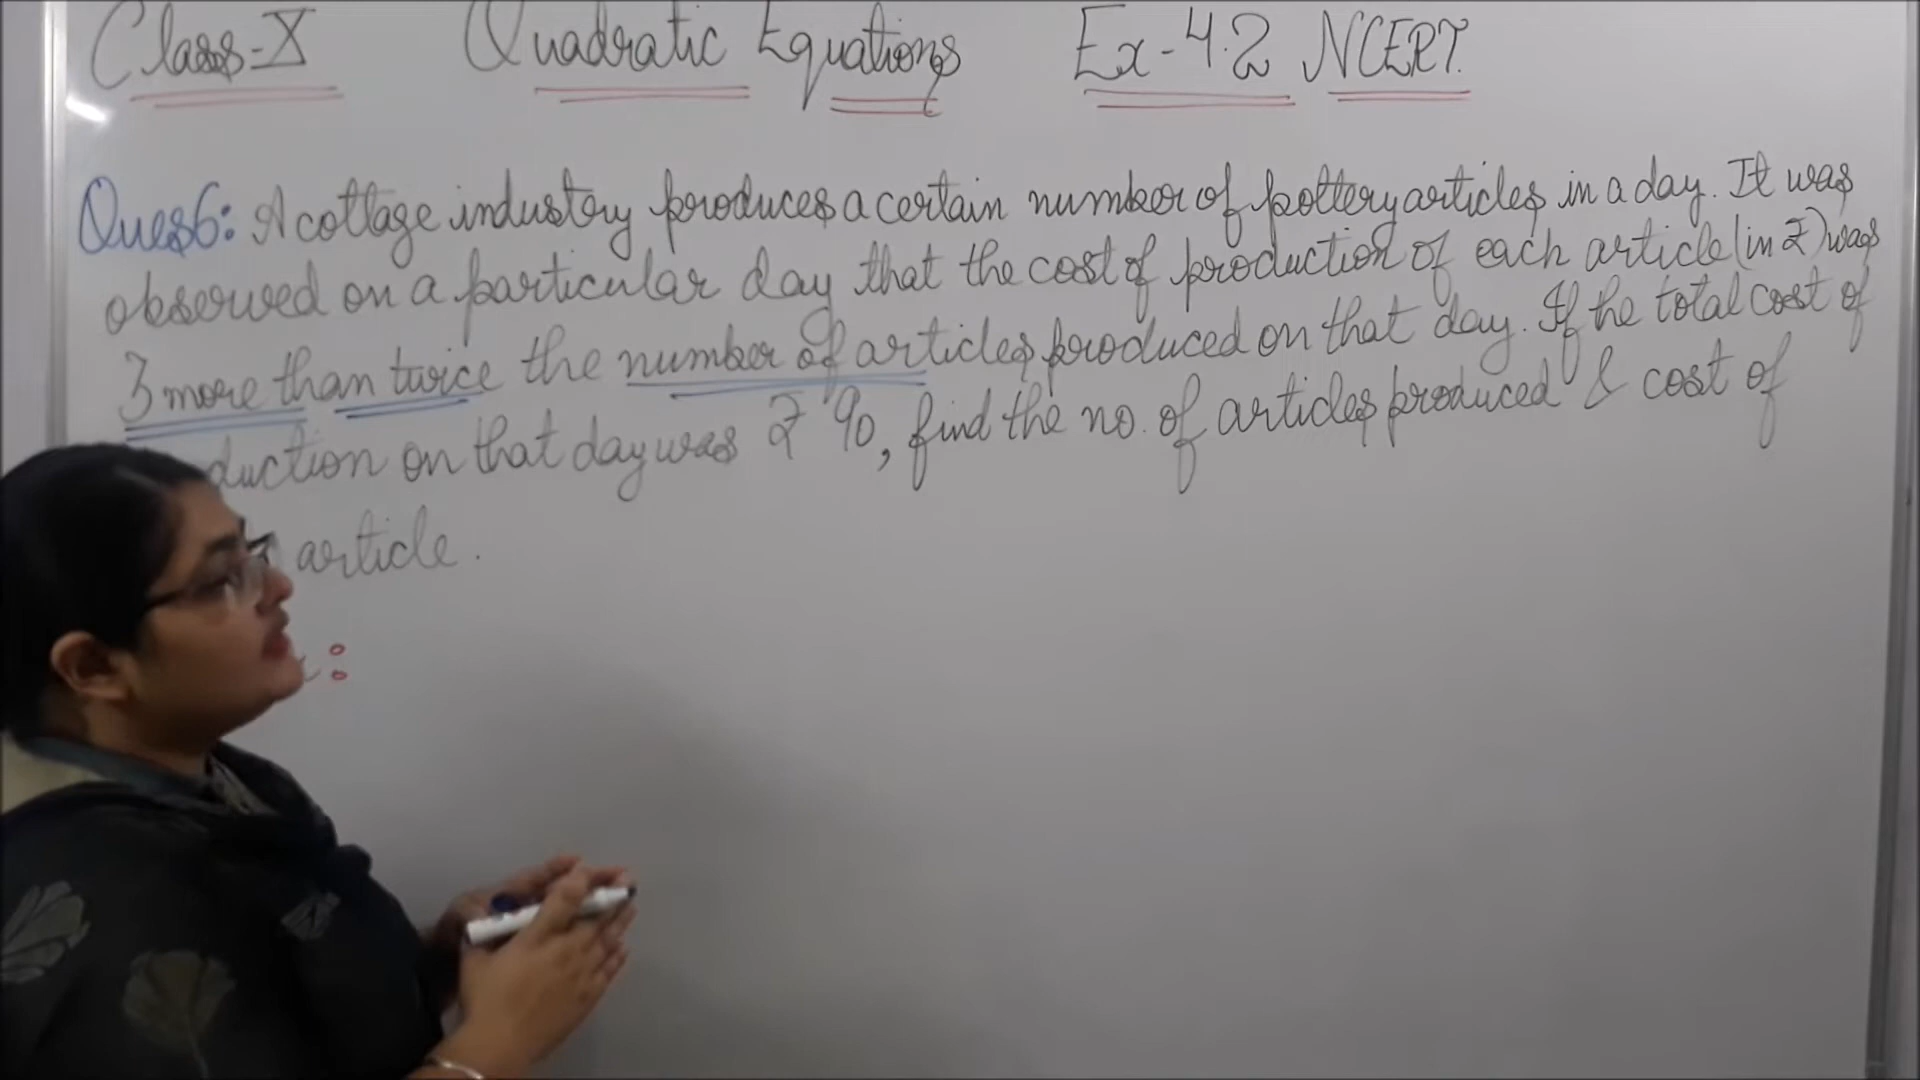 Class-X Quadratic Equations Ex-4.2 NCERT
Ques6: A cottage industry produces a certain number of pottery articles in a day. It was
observed on a particular day that the cost of production of each article (in ₹) was
3 more than twice the number of articles produced on that day. If the total cost of
duction on that day was ₹ 90, find the no. of articles produced & cost of
article.
: